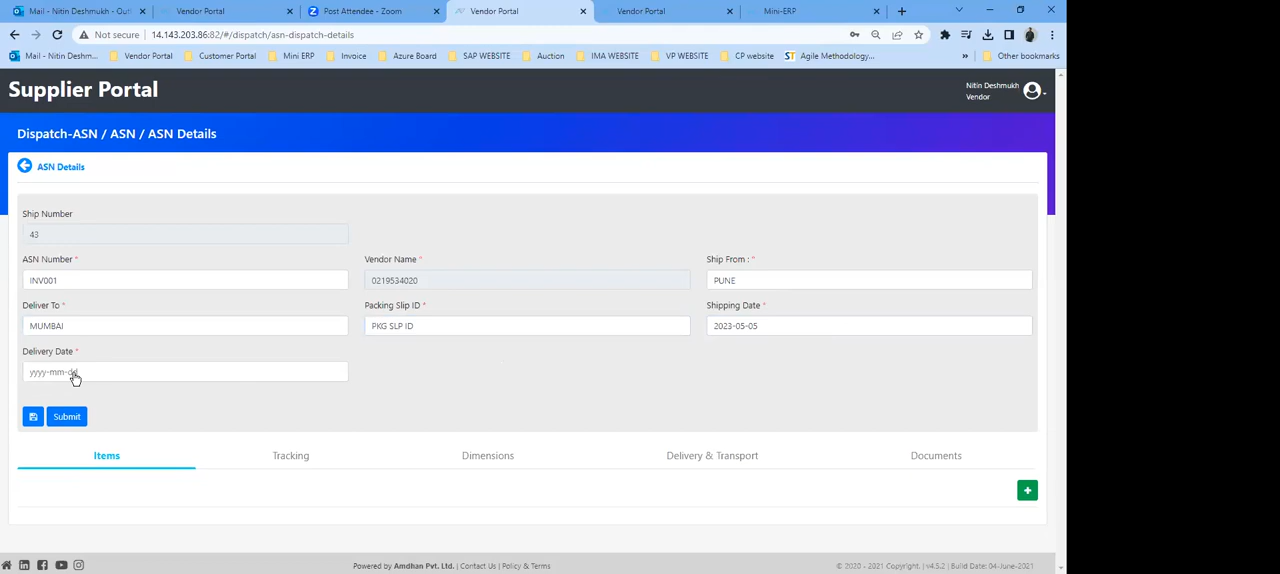 Mail - Nitin Deshmukh - Outl
Vendor Portal
Post Attendee - Zoom
Vendor Portal
Vendor Portal
Mini-ERP
Not secure
14.143.203.86:82/#/dispatch/asn-dispatch-details
Mail - Nitin Deshm...
Vendor Portal
Customer Portal
Mini ERP
Invoice
Azure Board
SAP WEBSITE
Auction
IMA WEBSITE
VP WEBSITE
CP website
ST Agile Methodology...
»
Other bookmarks
Supplier Portal
Nitin Deshmukh
Vendor
Dispatch-ASN / ASN / ASN Details
ASN Details
Ship Number
43
ASN Number *
Vendor Name *
Ship From : *
INV001
0219534020
PUNE
Deliver To *
Packing Slip ID *
Shipping Date *
MUMBAI
PKG SLP ID
2023-05-05
Delivery Date *
yyyy-mm-dd
Submit
Items
Tracking
Dimensions
Delivery & Transport
Documents
Powered by Amdhan Pvt. Ltd. | Contact Us | Policy & Terms
© 2020 - 2021 Copyright. | v4.5.2 | Build Date: 04-June-2021